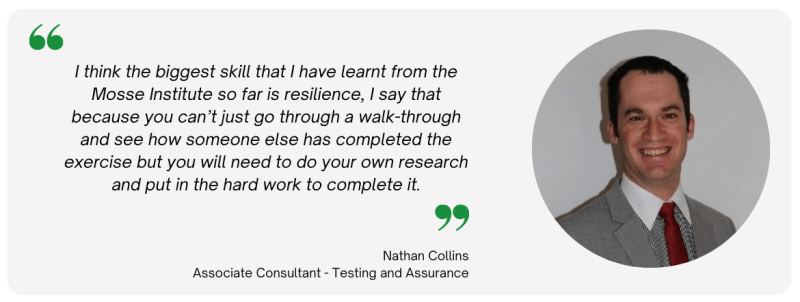 I think the biggest skill that I have learnt from the
Mosse Institute so far is resilience, I say that
because you can’t just go through a walk-through
and see how someone else has completed the
exercise but you will need to do your own research
and put in the hard work to complete it.
Nathan Collins
Associate Consultant - Testing and Assurance